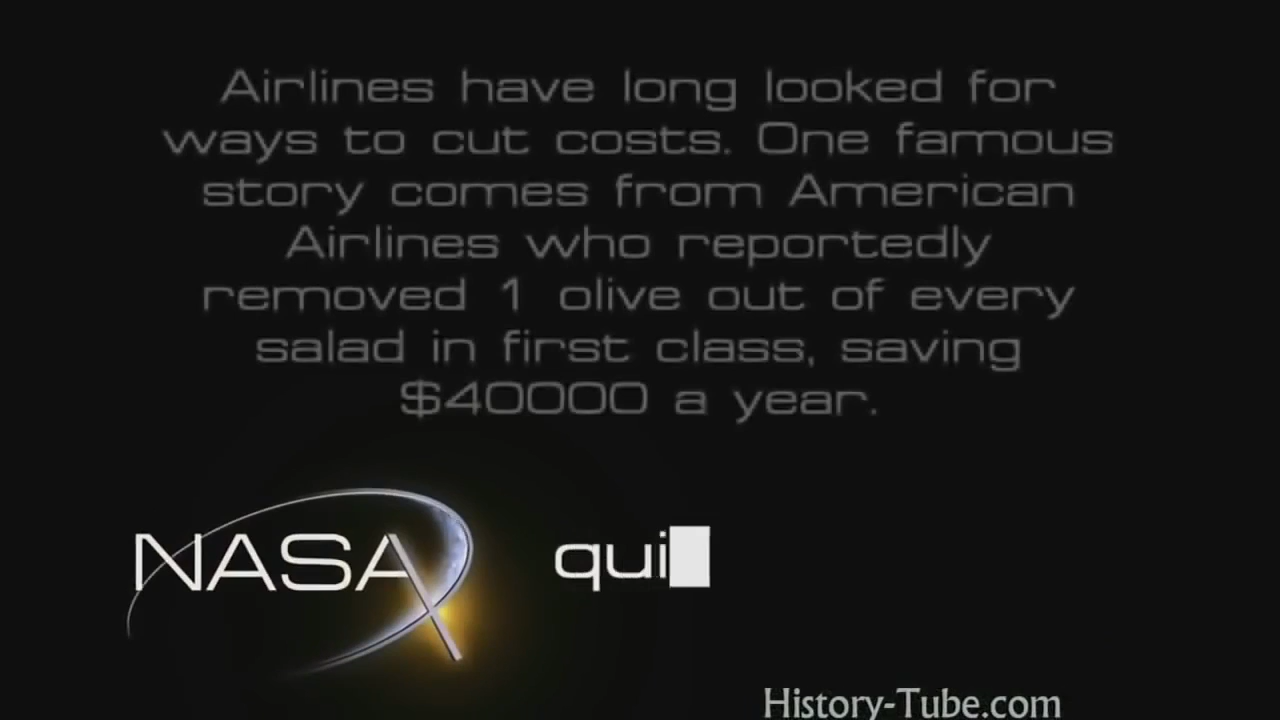 Airlines have long looked for
ways to cut costs. One famous
story comes from American
Airlines who reportedly
removed 1 olive out of every
salad in first class, saving
$40000 a year.
NASA
qui
History-Tube.com